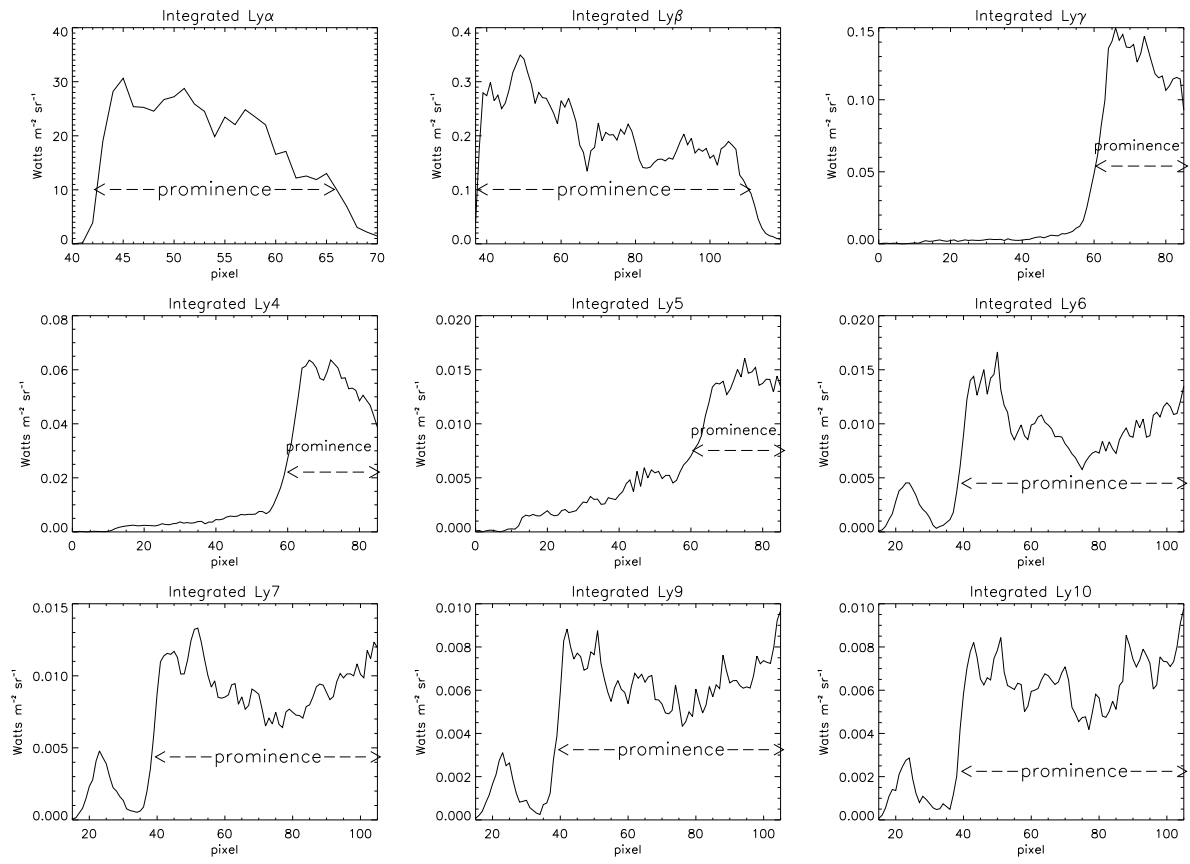 Integrated Lyα
Watts m⁻² sr⁻¹
40
30
20
10
0
prominence
40 45 50 55 60 65 70
pixel
Integrated Lyβ
Watts m⁻² sr⁻¹
0.4
0.3
0.2
0.1
0.0
prominence
40 60 80 100
pixel
Integrated Lyγ
Watts m⁻² sr⁻¹
0.15
0.10
0.05
0.00
prominence
0 20 40 60 80
pixel
Integrated Ly4
Watts m⁻² sr⁻¹
0.08
0.06
0.04
0.02
0.00
prominence
0 20 40 60 80
pixel
Integrated Ly5
Watts m⁻² sr⁻¹
0.020
0.015
0.010
0.005
0.000
prominence
0 20 40 60 80
pixel
Integrated Ly6
Watts m⁻² sr⁻¹
0.020
0.015
0.010
0.005
0.000
prominence
20 40 60 80 100
pixel
Integrated Ly7
Watts m⁻² sr⁻¹
0.015
0.010
0.005
0.000
prominence
20 40 60 80 100
pixel
Integrated Ly9
Watts m⁻² sr⁻¹
0.010
0.008
0.006
0.004
0.002
0.000
prominence
20 40 60 80 100
pixel
Integrated Ly10
Watts m⁻² sr⁻¹
0.010
0.008
0.006
0.004
0.002
0.000
prominence
20 40 60 80 100
pixel